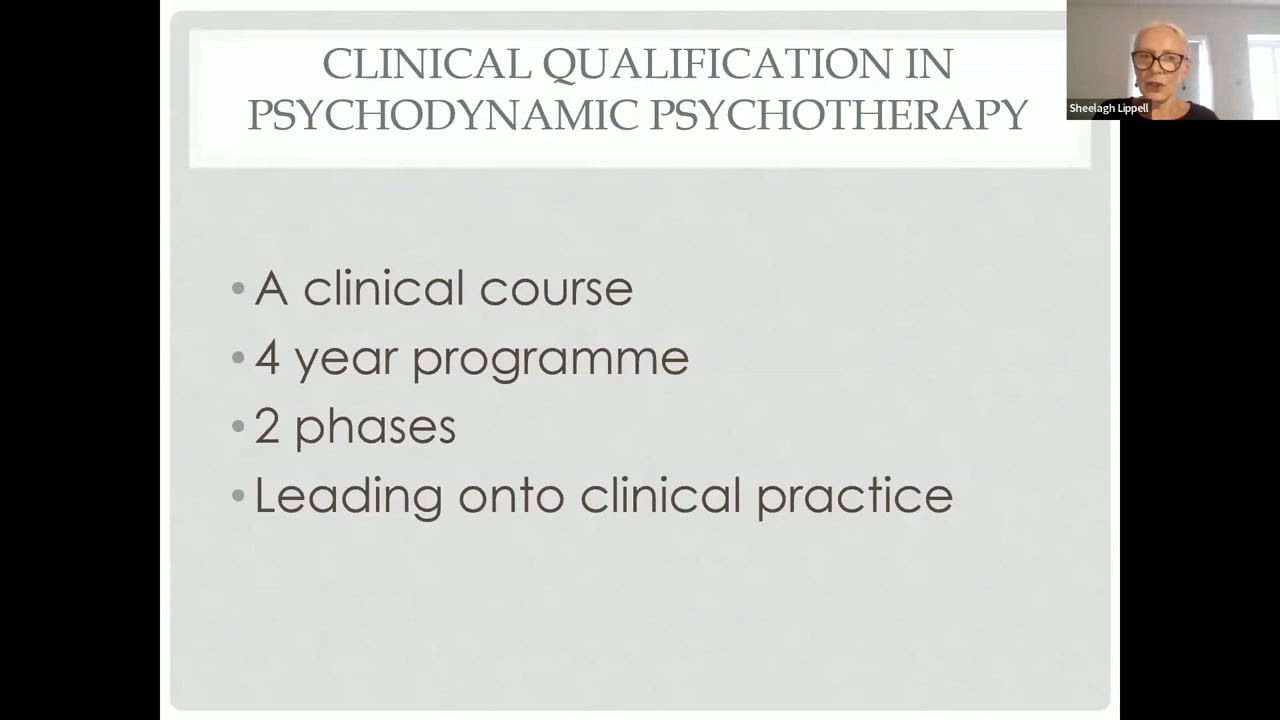 CLINICAL QUALIFICATION IN
PSYCHODYNAMIC PSYCHOTHERAPY
Sheelagh Lippell
• A clinical course
• 4 year programme
• 2 phases
• Leading onto clinical practice